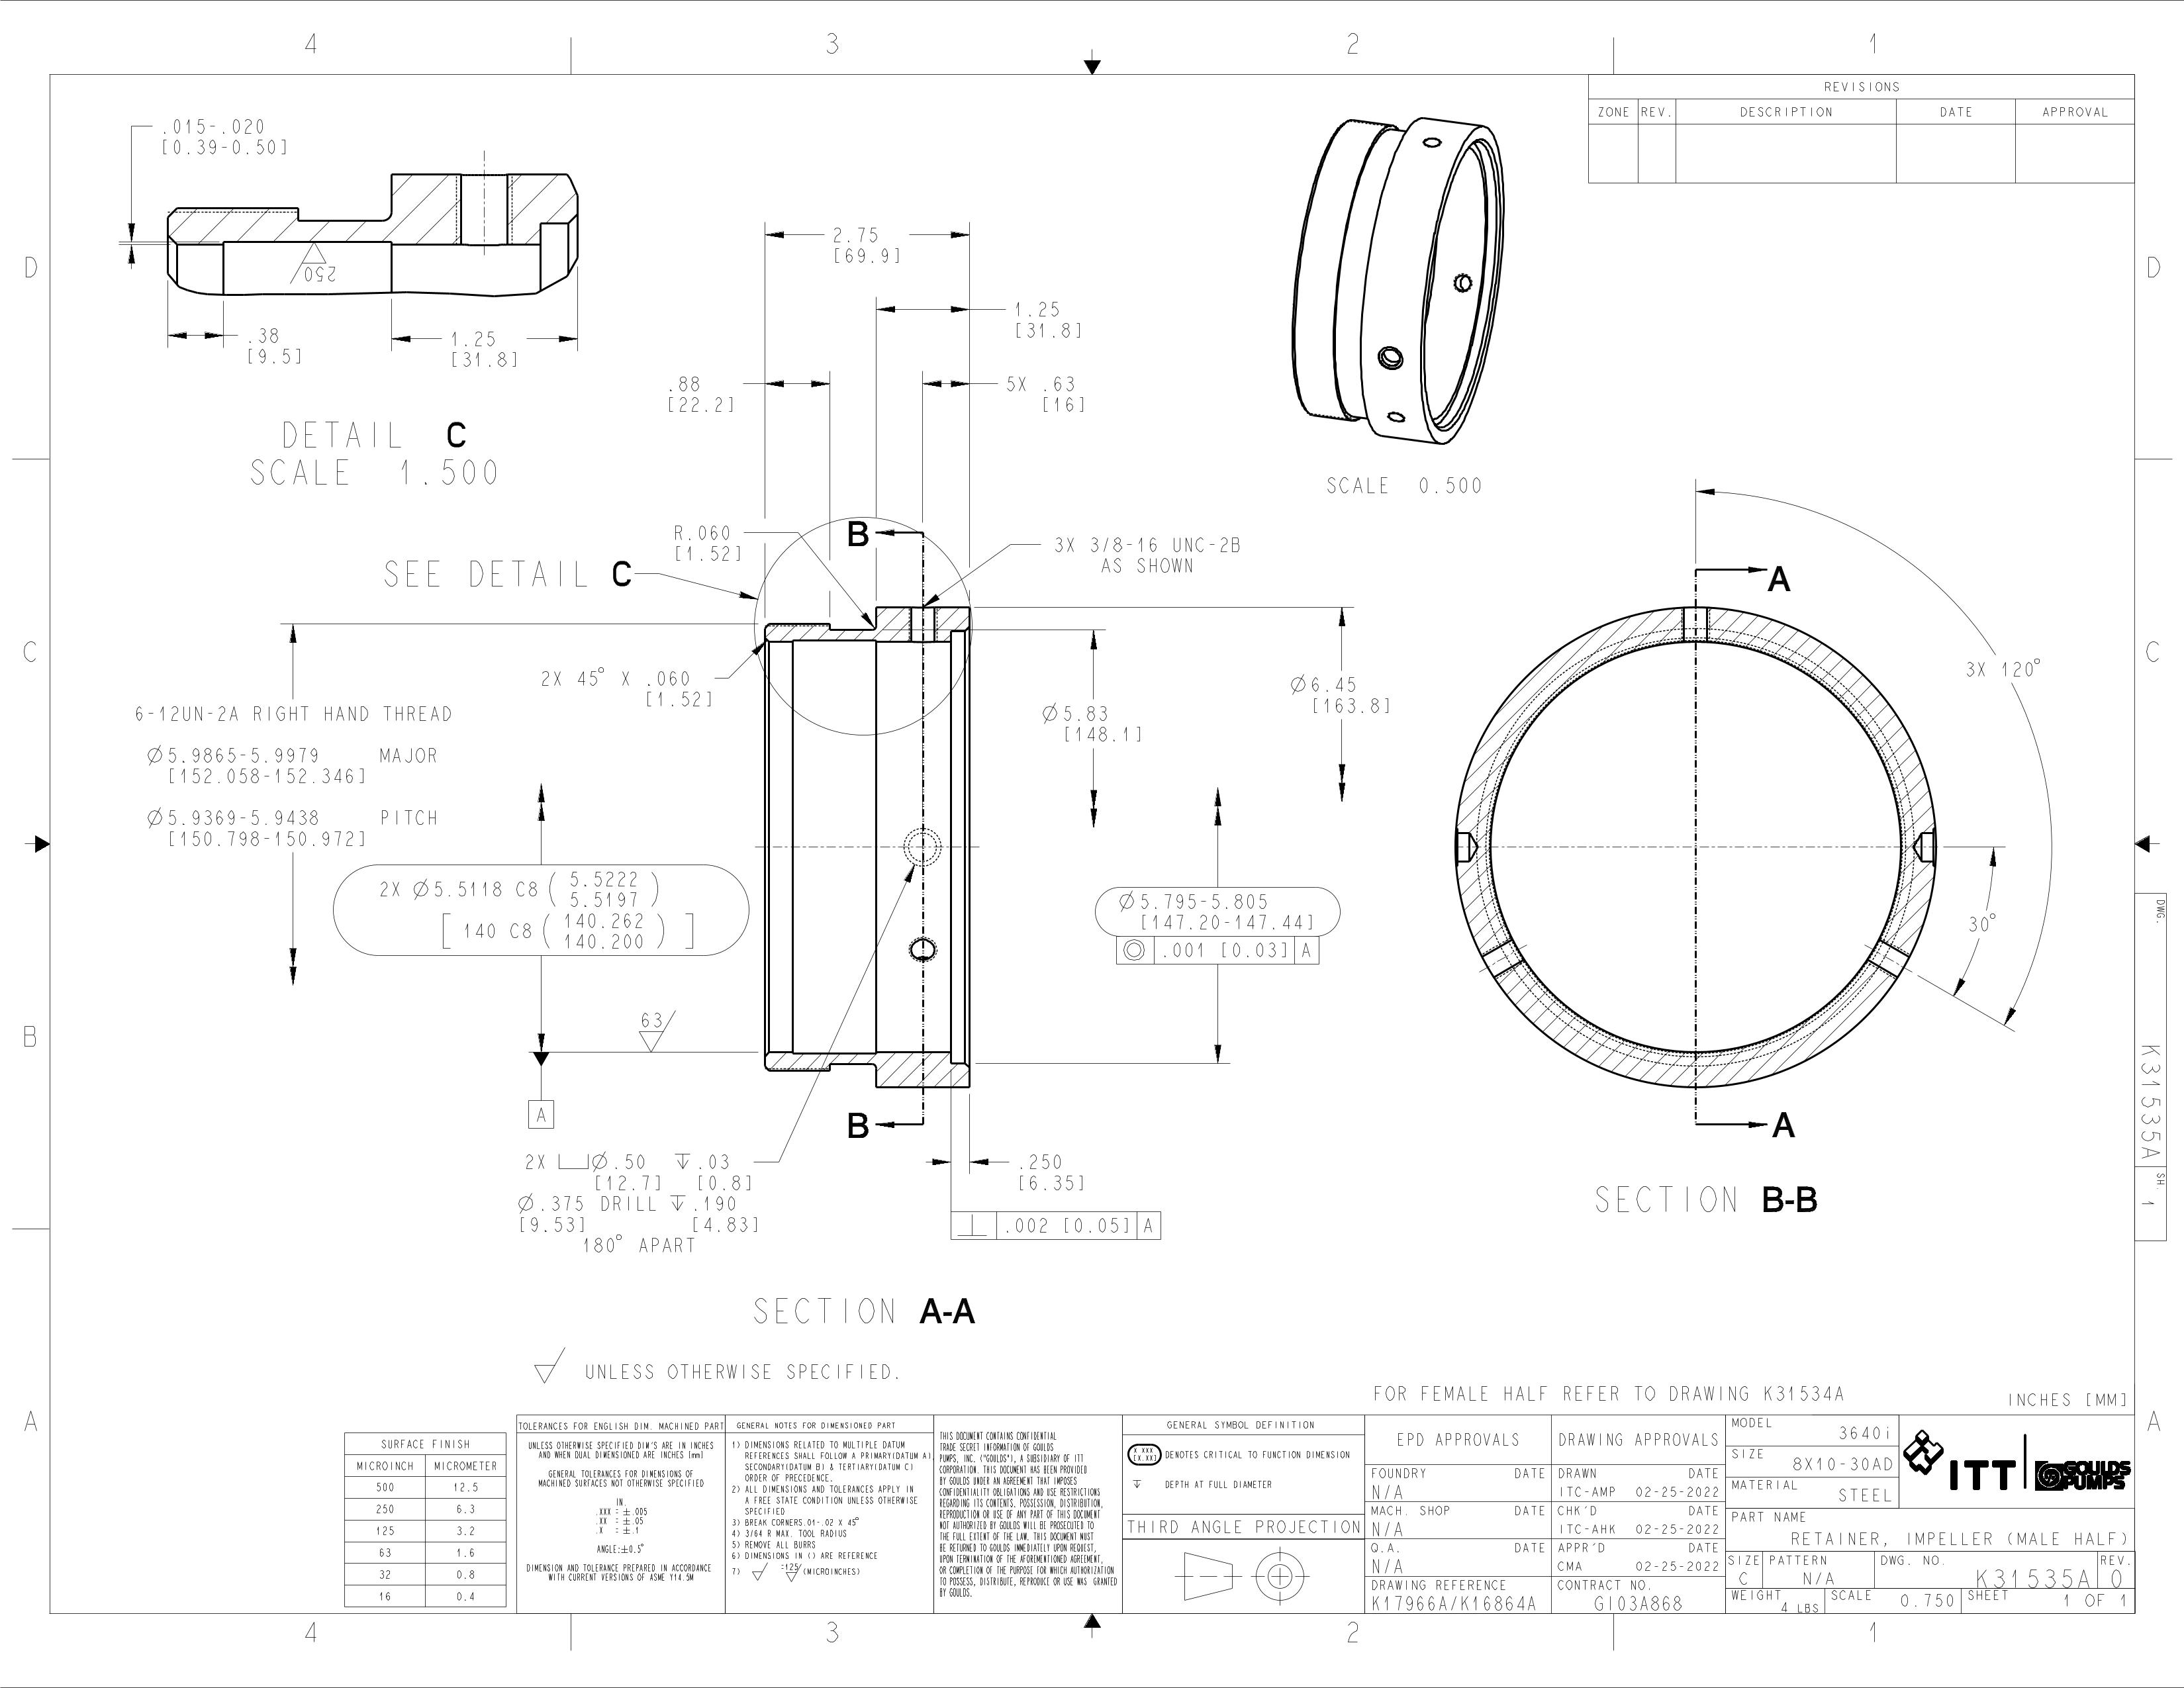 4 3 2 1
REVISIONS
ZONE REV. DESCRIPTION DATE APPROVAL
.015-.020
[0.39-0.50]
250
.38
[9.5]
1.25
[31.8]
DETAIL C
SCALE 1.500
2.75
[69.9]
1.25
[31.8]
.88
[22.2]
5X .63
[16]
SCALE 0.500
D
D
R.060
[1.52]
B
3X 3/8-16 UNC-2B
AS SHOWN
SEE DETAIL C
A
C
C
2X 45° X .060
[1.52]
3X 120°
6-12UN-2A RIGHT HAND THREAD
Ø5.9865-5.9979 MAJOR
[152.058-152.346]
Ø5.9369-5.9438 PITCH
[150.798-150.972]
Ø5.83
[148.1]
Ø6.45
[163.8]
2X Ø5.5118 C8 (5.5222
5.5197)
[140 C8 (140.262
140.200)]
Ø5.795-5.805
[147.20-147.44]
◎ .001 [0.03] A
30°
63
A
B
B
B
A
2X ⌴Ø.50 ↧.03
[12.7] [0.8]
Ø.375 DRILL ↧.190
[9.53] [4.83]
180° APART
.250
[6.35]
⊥ .002 [0.05] A
SECTION B-B
SECTION A-A
DWG.
K31535A
SH.
1
UNLESS OTHERWISE SPECIFIED.
FOR FEMALE HALF REFER TO DRAWING K31534A
INCHES [MM]
A
A
SURFACE FINISH
MICROINCH MICROMETER
500 12.5
250 6.3
125 3.2
63 1.6
32 0.8
16 0.4
TOLERANCES FOR ENGLISH DIM. MACHINED PART
UNLESS OTHERWISE SPECIFIED DIM'S ARE IN INCHES
AND WHEN DUAL DIMENSIONED ARE INCHES [mm]
GENERAL TOLERANCES FOR DIMENSIONS OF
MACHINED SURFACES NOT OTHERWISE SPECIFIED
IN.
.XXX : ±.005
.XX : ±.05
.X : ±.1
ANGLE:±0.5°
DIMENSION AND TOLERANCE PREPARED IN ACCORDANCE
WITH CURRENT VERSIONS OF ASME Y14.5M
GENERAL NOTES FOR DIMENSIONED PART
1) DIMENSIONS RELATED TO MULTIPLE DATUM
REFERENCES SHALL FOLLOW A PRIMARY(DATUM A)
SECONDARY(DATUM B) & TERTIARY(DATUM C)
ORDER OF PRECEDENCE.
2) ALL DIMENSIONS AND TOLERANCES APPLY IN
A FREE STATE CONDITION UNLESS OTHERWISE
SPECIFIED
3) BREAK CORNERS.01-.02 X 45°
4) 3/64 R MAX. TOOL RADIUS
5) REMOVE ALL BURRS
6) DIMENSIONS IN () ARE REFERENCE
7) =125 (MICROINCHES)
THIS DOCUMENT CONTAINS CONFIDENTIAL
TRADE SECRET INFORMATION OF GOULDS
PUMPS, INC. ("GOULDS"), A SUBSIDIARY OF ITT
CORPORATION. THIS DOCUMENT HAS BEEN PROVIDED
BY GOULDS UNDER AN AGREEMENT THAT IMPOSES
CONFIDENTIALITY OBLIGATIONS AND USE RESTRICTIONS
REGARDING ITS CONTENTS. POSSESSION, DISTRIBUTION,
REPRODUCTION OR USE OF ANY PART OF THIS DOCUMENT
NOT AUTHORIZED BY GOULDS WILL BE PROSECUTED TO
THE FULL EXTENT OF THE LAW. THIS DOCUMENT MUST
BE RETURNED TO GOULDS IMMEDIATELY UPON REQUEST,
UPON TERMINATION OF THE AFOREMENTIONED AGREEMENT,
OR COMPLETION OF THE PURPOSE FOR WHICH AUTHORIZATION
TO POSSESS, DISTRIBUTE, REPRODUCE OR USE WAS GRANTED
BY GOULDS.
GENERAL SYMBOL DEFINITION
X.XXX
[X.XX]
DENOTES CRITICAL TO FUNCTION DIMENSION
↧ DEPTH AT FULL DIAMETER
THIRD ANGLE PROJECTION
EPD APPROVALS
FOUNDRY DATE
N/A
MACH. SHOP DATE
N/A
Q.A. DATE
N/A
DRAWING REFERENCE
K17966A/K16864A
DRAWING APPROVALS
DRAWN DATE
ITC-AMP 02-25-2022
CHK'D DATE
ITC-AHK 02-25-2022
APPR'D DATE
CMA 02-25-2022
CONTRACT NO.
GI03A868
MODEL
3640i
SIZE
8X10-30AD
MATERIAL
STEEL
ITT
GOULDS
PUMPS
PART NAME
RETAINER, IMPELLER (MALE HALF)
SIZE PATTERN DWG. NO. REV.
C N/A K31535A 0
WEIGHT SCALE SHEET
4 LBS 0.750 1 OF 1
4 3 2 1